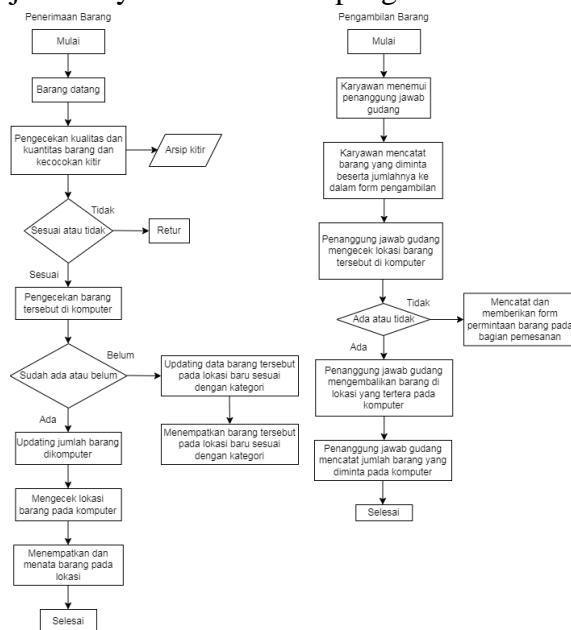 Penerimaan Barang
Mulai
Barang datang
Pengecekan kualitas dan
kuantitas barang dan
kecocokan kitir
Arsip kitir
Tidak
Sesuai atau tidak
Retur
Sesuai
Pengecekan barang
tersebut di komputer
Belum
Sudah ada atau belum
Updating data barang tersebut
pada lokasi baru sesuai
dengan kategori
Menempatkan barang tersebut
pada lokasi baru sesuai
dengan kategori
Ada
Updating jumlah barang
dikomputer
Mengecek lokasi
barang pada komputer
Menempatkan dan
menata barang pada
lokasi
Selesai
Pengambilan Barang
Mulai
Karyawan menemui
penanggung jawab
gudang
Karyawan mencatat
barang yang diminta
beserta jumlahnya ke
dalam form pengambilan
Penanggung jawab gudang
mengecek lokasi barang
tersebut di komputer
Tidak
Ada atau tidak
Mencatat dan
memberikan form
permintaan barang pada
bagian pemesanan
Ada
Penanggung jawab gudang
mengembalikan barang di
lokasi yang tertera pada
komputer
Penanggung jawab gudang
mencatat jumlah barang yang
diminta pada komputer
Selesai